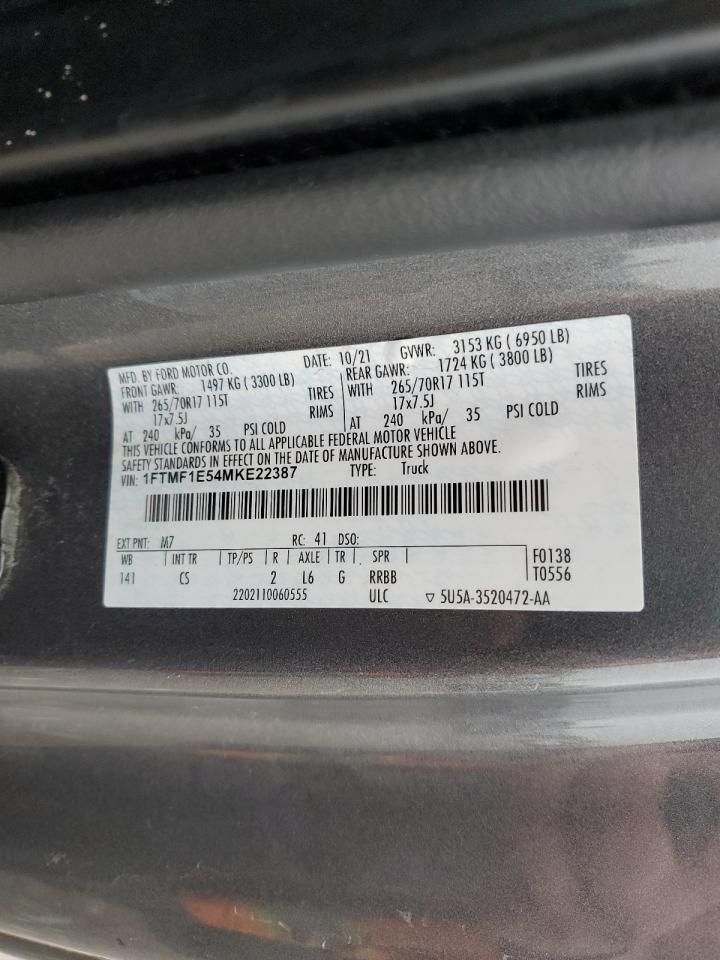 MFD. BY FORD MOTOR CO. DATE: 10/21 GVWR: 3153 KG ( 6950 LB)
FRONT GAWR: 1497 KG ( 3300 LB) REAR GAWR: 1724 KG ( 3800 LB)
WITH 265/70R17 115T TIRES WITH 265/70R17 115T TIRES
17x7.5J RIMS 17x7.5J RIMS
AT 240 kPa/ 35 PSI COLD AT 240 kPa/ 35 PSI COLD
THIS VEHICLE CONFORMS TO ALL APPLICABLE FEDERAL MOTOR VEHICLE
SAFETY STANDARDS IN EFFECT ON THE DATE OF MANUFACTURE SHOWN ABOVE.
VIN: 1FTMF1E54MKE22387 TYPE: Truck
EXT PNT: M7 RC: 41 DSO:
WB INT TR TP/PS R AXLE TR SPR F0138
141 CS 2 L6 G RRBB T0556
2202110060555 ULC ▽ 5U5A-3520472-AA